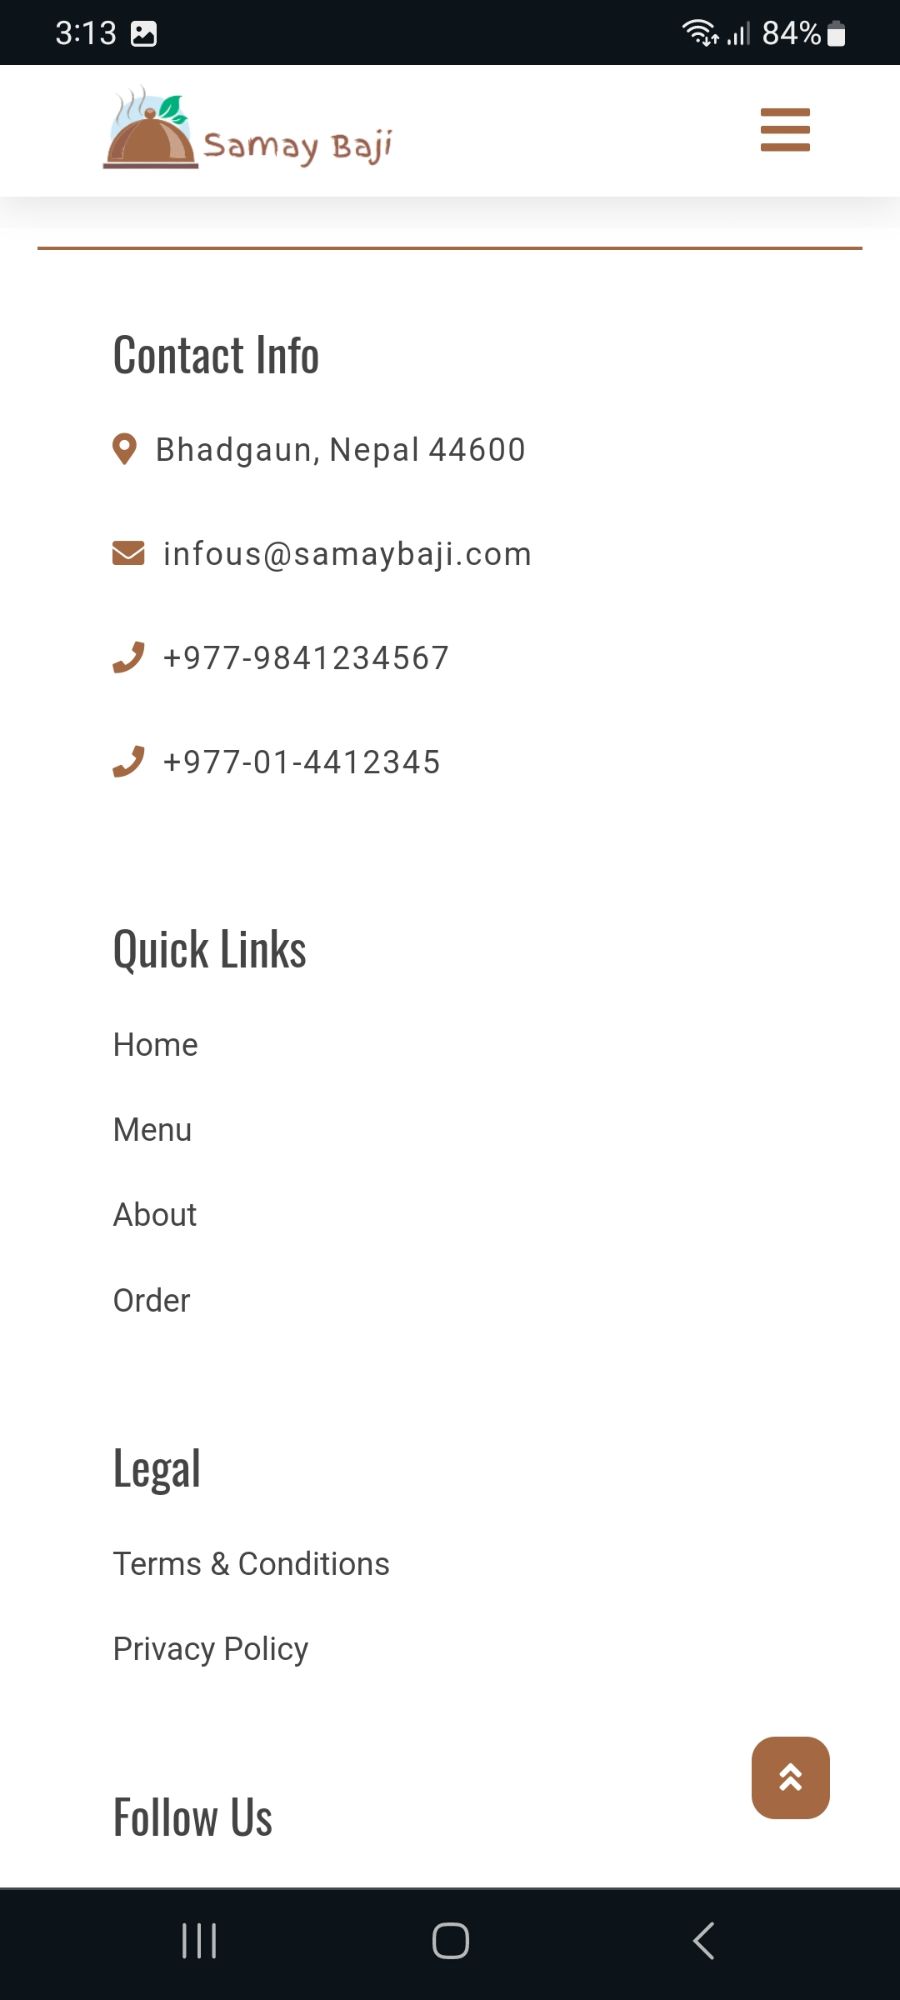 3:13
84%
Samay Baji
Contact Info
Bhadgaun, Nepal 44600
infous@samaybaji.com
+977-9841234567
+977-01-4412345
Quick Links
Home
Menu
About
Order
Legal
Terms & Conditions
Privacy Policy
Follow Us